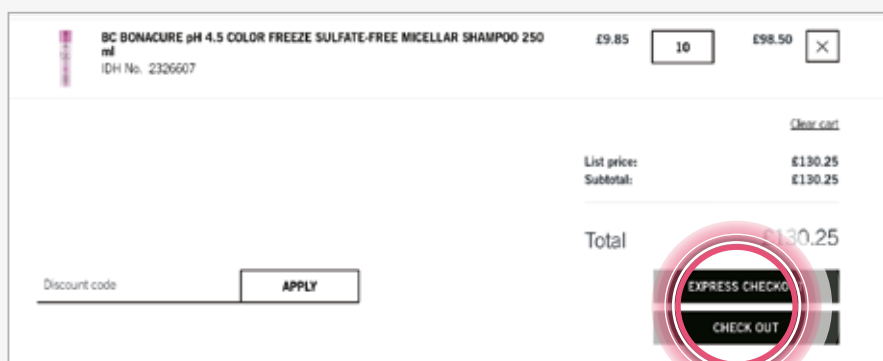 BC BONACURE pH 4.5 COLOR FREEZE SULFATE-FREE MICELLAR SHAMPOO 250 £9.85 10 £98.50
ml
IDH No. 2326607
Clear cart
List price: £130.25
Subtotal: £130.25
Total £130.25
Discount code APPLY EXPRESS CHECKO
CHECK OUT